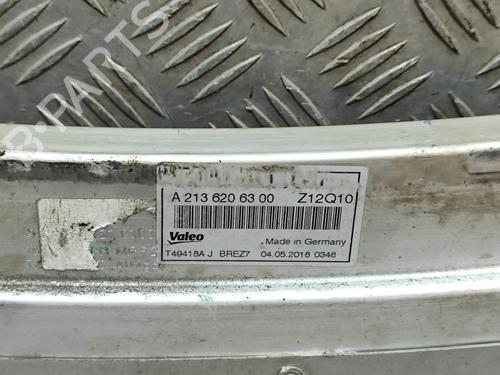 B-PARTS
A 213 620 63 00 Z12Q10
Valeo Made in Germany
T49418A J BREZ7 04.05.2018 0348